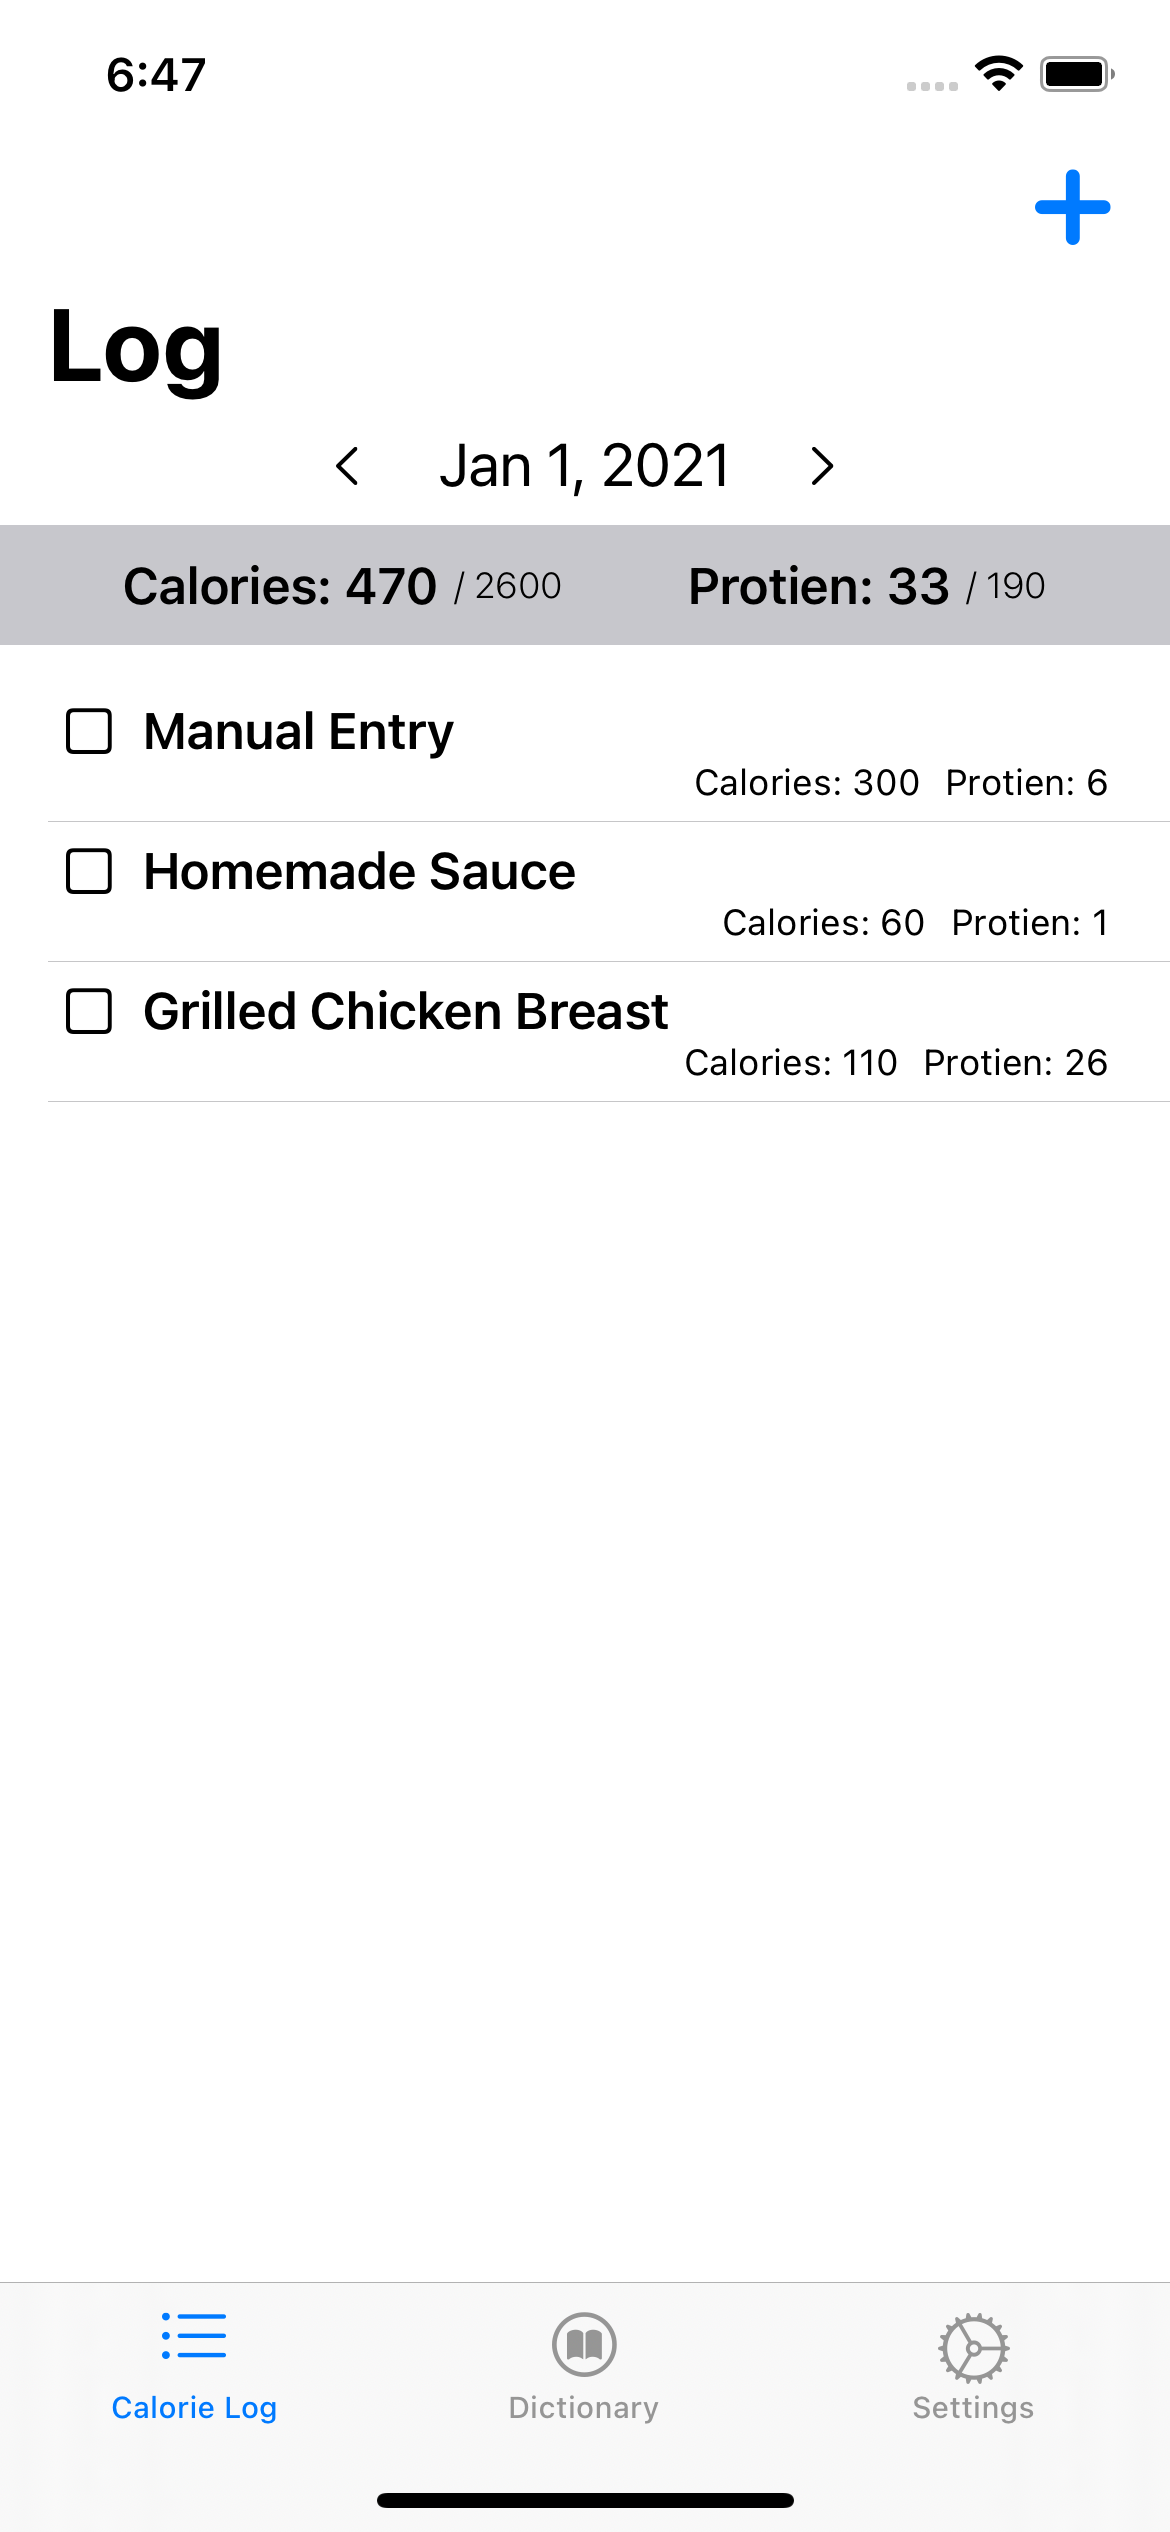 6:47
Log
Jan 1, 2021
Calories: 470 / 2600 Protien: 33 / 190
Manual Entry
Calories: 300 Protien: 6
Homemade Sauce
Calories: 60 Protien: 1
Grilled Chicken Breast
Calories: 110 Protien: 26
Calorie Log Dictionary Settings